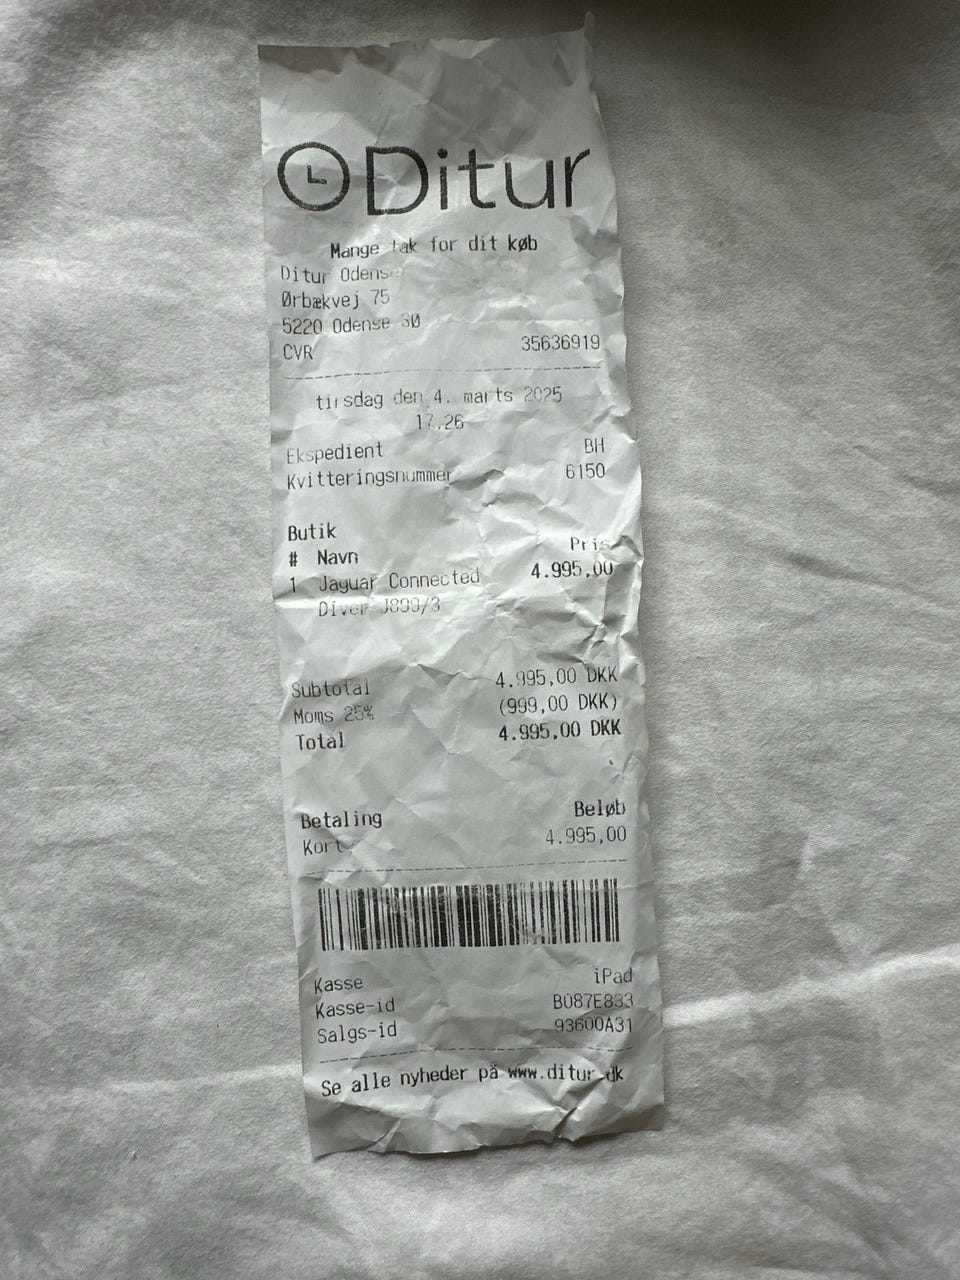 Ditur
Mange tak for dit køb
Ditur Odense
Ørbækvej 75
5220 Odense SØ
CVR 35636919
tirsdag den 4. marts 2025
17.26
Ekspedient BH
Kvitteringsnummer 6150
Butik
# Navn Pris
1 Jaguar Connected 4.995,00
Diver
Subtotal 4.995,00 DKK
Moms 25% (999,00 DKK)
Total 4.995,00 DKK
Betaling Beløb
Kort 4.995,00
Kasse iPad
Kasse-id B087E833
Salgs-id 93600A31
Se alle nyheder på www.ditur.dk